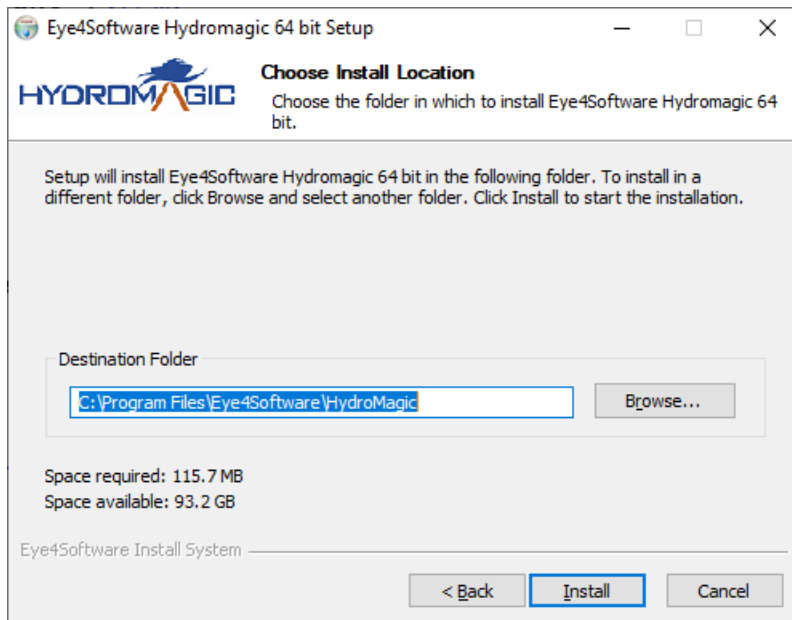 Eye4Software Hydromagic 64 bit Setup
HYDROMAGIC
Choose Install Location
Choose the folder in which to install Eye4Software Hydromagic 64
bit.
Setup will install Eye4Software Hydromagic 64 bit in the following folder. To install in a
different folder, click Browse and select another folder. Click Install to start the installation.
Destination Folder
C:\Program Files\Eye4Software\HydroMagic
Browse...
Space required: 115.7 MB
Space available: 93.2 GB
Eye4Software Install System
< Back
Install
Cancel